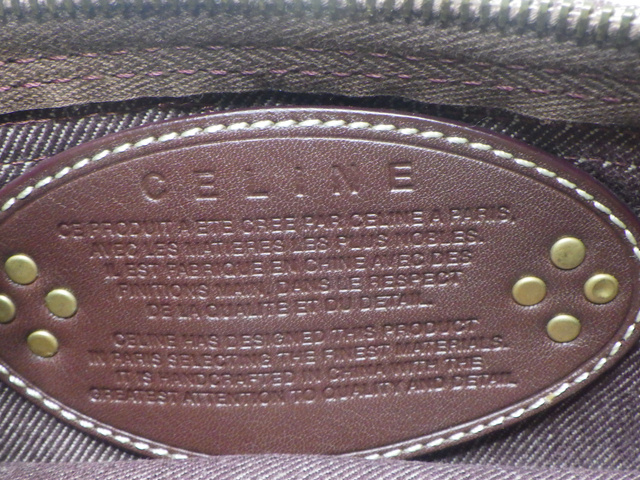 CELINE
CE PRODUIT A ETE CREE PAR CELINE A PARIS,
AVEC LES MATIERES LES PLUS NOBLES.
IL EST FABRIQUE EN CHINE AVEC DES
FINITIONS MAIN, DANS LE RESPECT
DE LA QUALITE ET DU DETAIL.
CELINE HAS DESIGNED THIS PRODUCT
IN PARIS SELECTING THE FINEST MATERIALS.
IT IS HANDCRAFTED IN CHINA WITH THE
GREATEST ATTENTION TO QUALITY AND DETAIL.